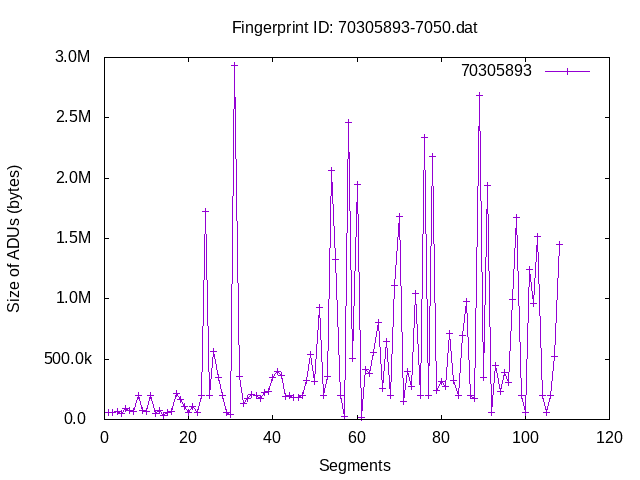 Fingerprint ID: 70305893-7050.dat
70305893
3.0M
2.5M
2.0M
1.5M
1.0M
500.0k
0.0
Size of ADUs (bytes)
0 20 40 60 80 100 120
Segments